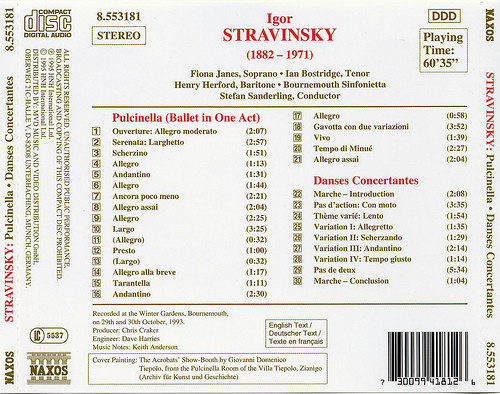 8.553181
COMPACT
disc
DIGITAL AUDIO
STEREO
Igor
STRAVINSKY
(1882 – 1971)
DDD
Playing
Time:
60'35"
NAXOS
8.553181
Fiona Janes, Soprano • Ian Bostridge, Tenor
Henry Herford, Baritone • Bournemouth Sinfonietta
Stefan Sanderling, Conductor
Pulcinella (Ballet in One Act)
1 Ouverture: Allegro moderato (2:07)
2 Serenata: Larghetto (2:57)
3 Scherzino (1:51)
4 Allegro (1:13)
5 Andantino (1:31)
6 Allegro (1:44)
7 Ancora poco meno (2:21)
8 Allegro assai (2:04)
9 Allegro (2:25)
10 Largo (3:25)
11 (Allegro) (0:32)
12 Presto (1:00)
13 (Largo) (0:32)
14 Allegro alla breve (1:17)
15 Tarantella (1:11)
16 Andantino (2:30)
17 Allegro (0:58)
18 Gavotta con due variazioni (3:52)
19 Vivo (1:39)
20 Tempo di Minué (2:27)
21 Allegro assai (2:04)
Danses Concertantes
22 Marche – Introduction (2:08)
23 Pas d'action: Con moto (3:35)
24 Thème varié: Lento (1:54)
25 Variation I: Allegretto (1:35)
26 Variation II: Scherzando (1:29)
27 Variation III: Andantino (2:14)
28 Variation IV: Tempo giusto (1:14)
29 Pas de deux (5:34)
30 Marche – Conclusion (1:04)
Recorded at the Winter Gardens, Bournemouth,
on 29th and 30th October, 1993.
Producer: Chris Craker
Engineer: Dave Harries
Music Notes: Keith Anderson
English Text /
Deutscher Text /
Texte en français
Cover Painting: The Acrobats' Show-Booth by Giovanni Domenico
Tiepolo, from the Pulcinella Room of the Villa Tiepolo, Zianigo
(Archiv für Kunst und Geschichte)
7 30099 41812 6
ALL RIGHTS RESERVED. UNAUTHORISED PUBLIC PERFORMANCE,
BROADCASTING AND COPYING OF THIS COMPACT DISC PROHIBITED.
℗ 1995 HNH International Ltd.
© 1995 HNH International Ltd.
DISTRIBUTED BY: MVD MUSIC AND VIDEO DISTRIBUTION GmbH,
OBERWEG 21C-HALLE V, D-82008 UNTERHACHING, MUNICH, GERMANY.
LC 5537
NAXOS
STRAVINSKY: Pulcinella • Danses Concertantes
NAXOS
STRAVINSKY: Pulcinella • Danses Concertantes
8.553181